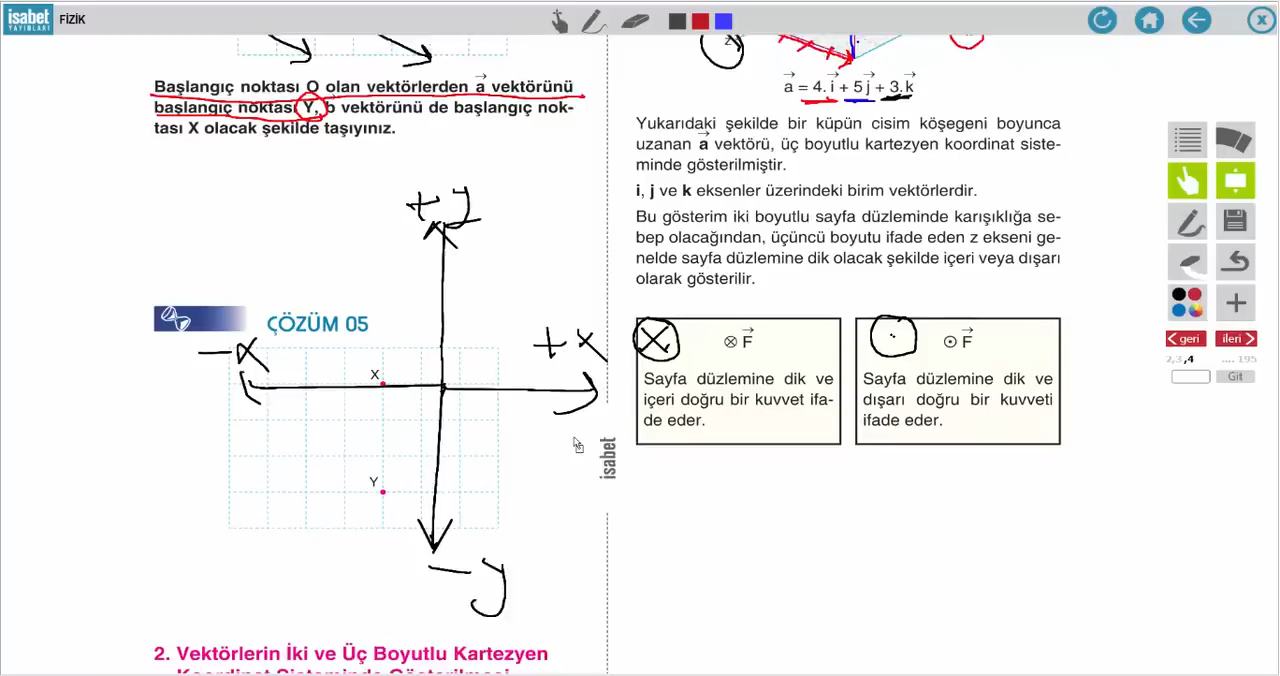 isabet
YAYINLARI
FİZİK
Başlangıç noktası O olan vektörlerden a vektörünü
başlangıç noktası Y, b vektörünü de başlangıç nok-
tası X olacak şekilde taşıyınız.
+y
ÇÖZÜM 05
-x
+x
X
Y
-y
2. Vektörlerin İki ve Üç Boyutlu Kartezyen
Koordinat Sisteminde Gösterilmesi
isabet
z
a = 4.i + 5j + 3.k
Yukarıdaki şekilde bir küpün cisim köşegeni boyunca
uzanan a vektörü, üç boyutlu kartezyen koordinat siste-
minde gösterilmiştir.
i, j ve k eksenler üzerindeki birim vektörlerdir.
Bu gösterim iki boyutlu sayfa düzleminde karışıklığa se-
bep olacağından, üçüncü boyutu ifade eden z ekseni ge-
nelde sayfa düzlemine dik olacak şekilde içeri veya dışarı
olarak gösterilir.
⊗ F
Sayfa düzlemine dik ve
içeri doğru bir kuvvet ifa-
de eder.
⊙ F
Sayfa düzlemine dik ve
dışarı doğru bir kuvveti
ifade eder.
geri
ileri
2,3,4 .... 195
Git